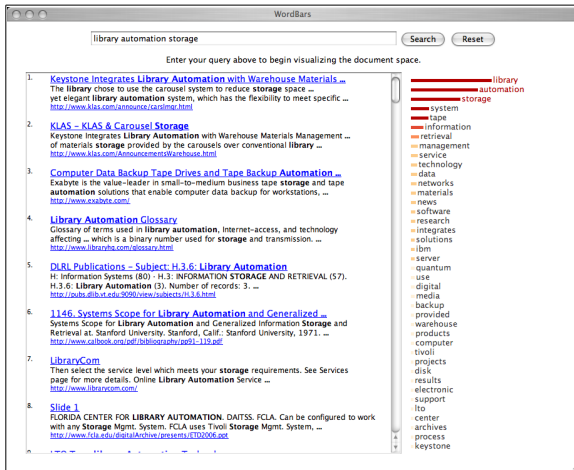 WordBars
library automation storage
Search
Reset
Enter your query above to begin visualizing the document space.
1. Keystone Integrates Library Automation with Warehouse Materials ...
The library chose to use the carousel system to reduce storage space ...
yet elegant library automation system, which has the flexibility to meet specific ...
http://www.klas.com/announce/carslmgr.html
2. KLAS - KLAS & Carousel Storage
Keystone Integrates Library Automation with Warehouse Materials Management ...
of materials storage provided by the carousels over conventional library ...
http://www.klas.com/AnnouncementsWarehouse.html
3. Computer Data Backup Tape Drives and Tape Backup Automation ...
Exabyte is the value-leader in small-to-medium business tape storage and tape
automation solutions that enable computer data backup for workstations, ...
http://www.exabyte.com/
4. Library Automation Glossary
Glossary of terms used in library automation, Internet-access, and technology
affecting ... which is a binary number used for storage and transmission. ...
http://www.libraryhq.com/glossary.html
5. DLRL Publications - Subject: H.3.6: Library Automation
H: Information Systems (80) - H.3: INFORMATION STORAGE AND RETRIEVAL (57).
H.3.6: Library Automation (3). Number of records: 3. ...
http://pubs.dlib.vt.edu:9090/view/subjects/H.3.6.html
6. 1146. Systems Scope for Library Automation and Generalized ...
Systems Scope for Library Automation and Generalized Information Storage and
Retrieval at. Stanford University. Stanford, Calif.: Stanford University, 1971. ...
http://www.calbook.org/pdf/bibliography/pp91-119.pdf
7. LibraryCom
Then select the service level which meets your storage requirements. See Services
page for more details. Online Library Automation Service ...
http://www.librarycom.com/
8. Slide 1
FLORIDA CENTER FOR LIBRARY AUTOMATION. DAITSS. FCLA. Can be configured to work
with any Storage Mgmt. System. FCLA uses Tivoli Storage Mgmt. System, ...
http://www.fcla.edu/digitalArchive/presents/ETD2006.ppt
library
automation
storage
system
tape
information
retrieval
management
service
technology
data
networks
materials
news
software
research
integrates
solutions
ibm
server
quantum
use
digital
media
backup
provided
warehouse
products
computer
tivoli
projects
disk
results
electronic
support
lto
center
archives
process
keystone